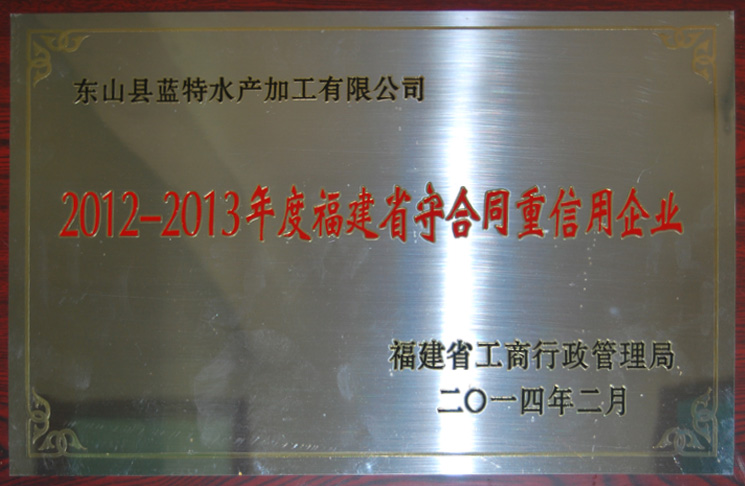 东山县蓝特水产加工有限公司
2012-2013年度福建省守合同重信用企业
福建省工商行政管理局
二〇一四年二月